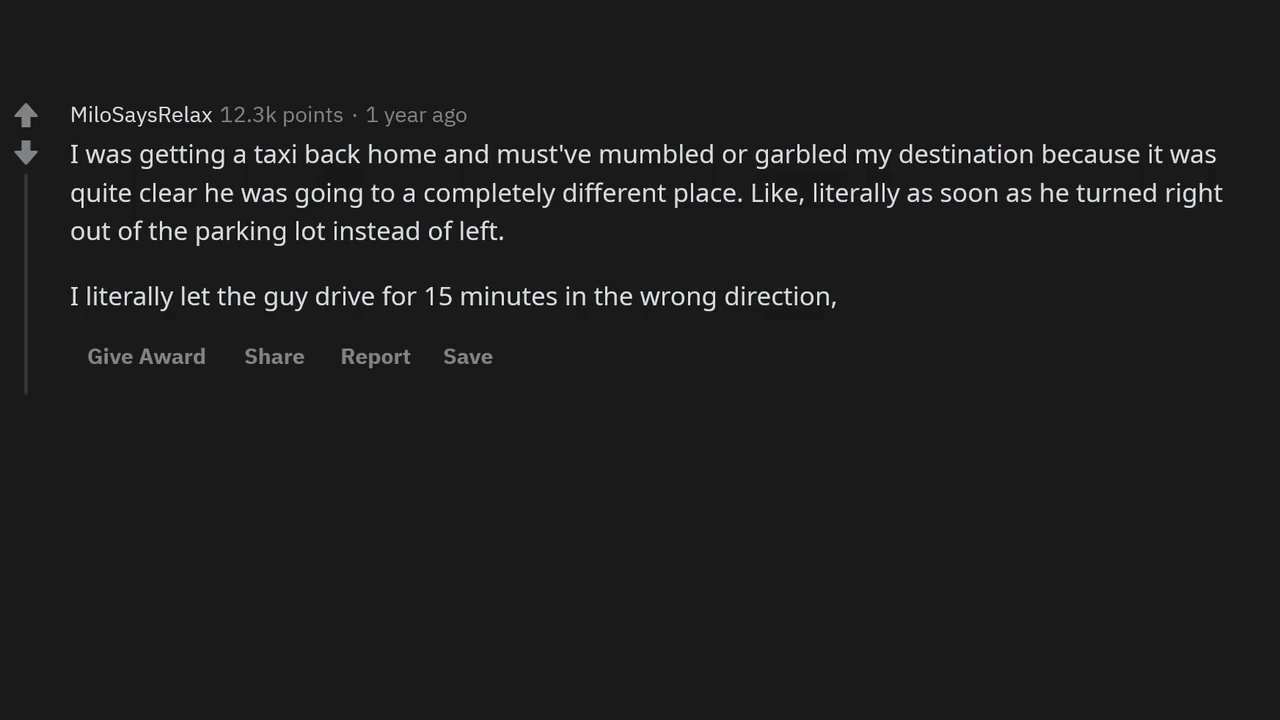 MiloSaysRelax 12.3k points · 1 year ago
I was getting a taxi back home and must've mumbled or garbled my destination because it was
quite clear he was going to a completely different place. Like, literally as soon as he turned right
out of the parking lot instead of left.
I literally let the guy drive for 15 minutes in the wrong direction,
Give Award Share Report Save